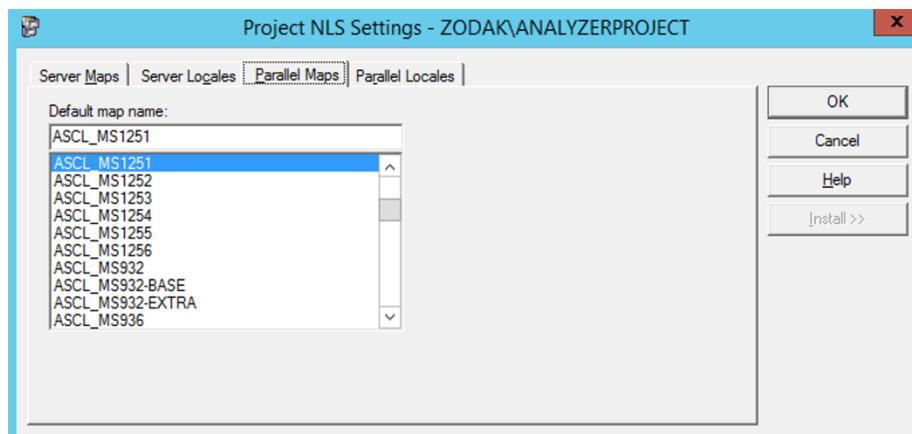 Project NLS Settings - ZODAK\ANALYZERPROJECT
x
Server Maps Server Locales Parallel Maps Parallel Locales
Default map name:
ASCL_MS1251
ASCL_MS1251
ASCL_MS1252
ASCL_MS1253
ASCL_MS1254
ASCL_MS1255
ASCL_MS1256
ASCL_MS932
ASCL_MS932-BASE
ASCL_MS932-EXTRA
ASCL_MS936
OK
Cancel
Help
Install >>